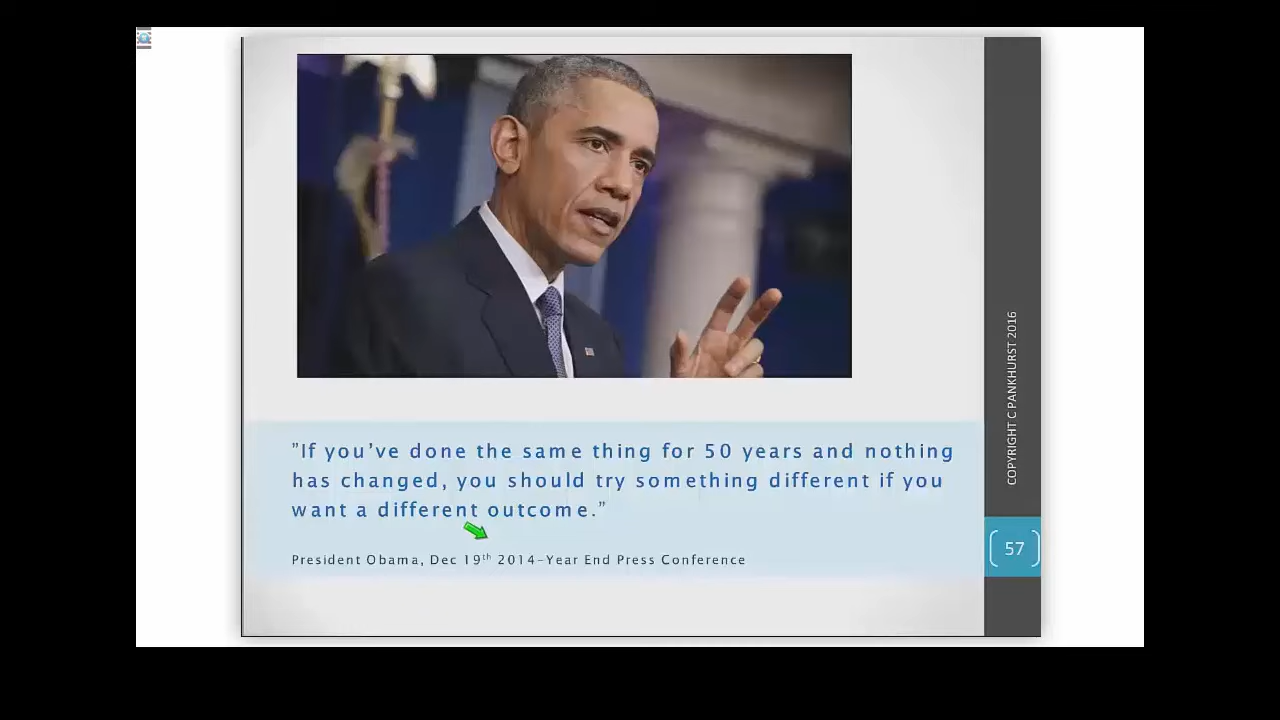 ”If you’ve done the same thing for 50 years and nothing
has changed, you should try something different if you
want a different outcome.”
President Obama, Dec 19th 2014–Year End Press Conference
COPYRIGHT C PANKHURST 2016
57